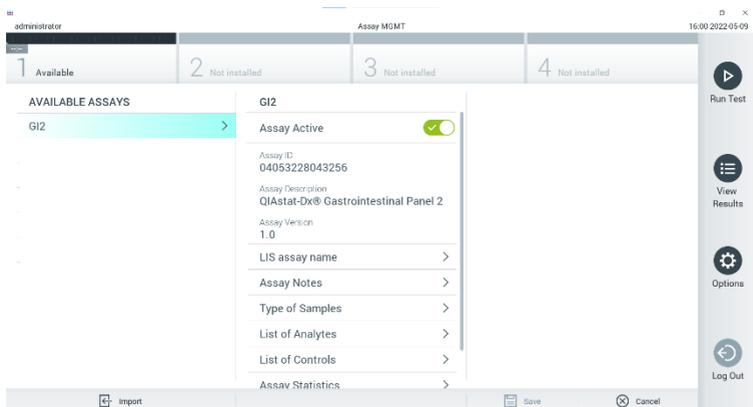 administrator
Assay MGMT
16:00 2022-05-09
1 Available
2 Not installed
3 Not installed
4 Not installed
Run Test
View
Results
Options
Log Out
AVAILABLE ASSAYS
GI2
GI2
Assay Active
Assay ID
04053228043256
Assay Description
QIAstat-Dx® Gastrointestinal Panel 2
Assay Version
1.0
LIS assay name
Assay Notes
Type of Samples
List of Analytes
List of Controls
Assay Statistics
Import
Save
Cancel